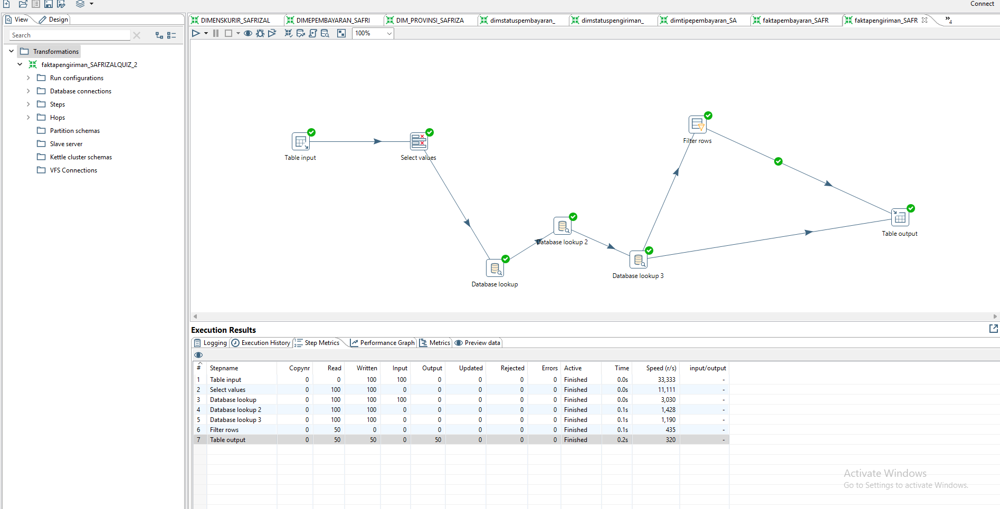 Connect
View Design
DIMENSKURIR_SAFRIZAL DIMEPEMBAYARAN_SAFRI DIM_PROVINSI_SAFRIZA dimstatuspembayaran_ dimstatuspengiriman_ dimtipepembayaran_SA faktapembayaran_SAFR faktapengiriman_SAFR »4
Search
100%
Transformations
faktapengiriman_SAFRIZALQUIZ_2
Run configurations
Database connections
Steps
Hops
Partition schemas
Slave server
Kettle cluster schemas
VFS Connections
Filter rows
Table input
Select values
Table output
Database lookup 2
Database lookup 3
Database lookup
Execution Results
Logging Execution History Step Metrics Performance Graph Metrics Preview data
# Stepname Copynr Read Written Input Output Updated Rejected Errors Active Time Speed (r/s) input/output
1 Table input 0 0 100 100 0 0 0 0 Finished 0.0s 33,333 -
2 Select values 0 100 100 0 0 0 0 0 Finished 0.0s 11,111 -
3 Database lookup 0 100 100 100 0 0 0 0 Finished 0.0s 3,030 -
4 Database lookup 2 0 100 100 0 0 0 0 0 Finished 0.1s 1,428 -
5 Database lookup 3 0 100 100 0 0 0 0 0 Finished 0.1s 1,190 -
6 Filter rows 0 50 0 0 0 0 0 0 Finished 0.1s 435 -
7 Table output 0 50 50 0 50 0 0 0 Finished 0.2s 320 -
Activate Windows
Go to Settings to activate Windows.